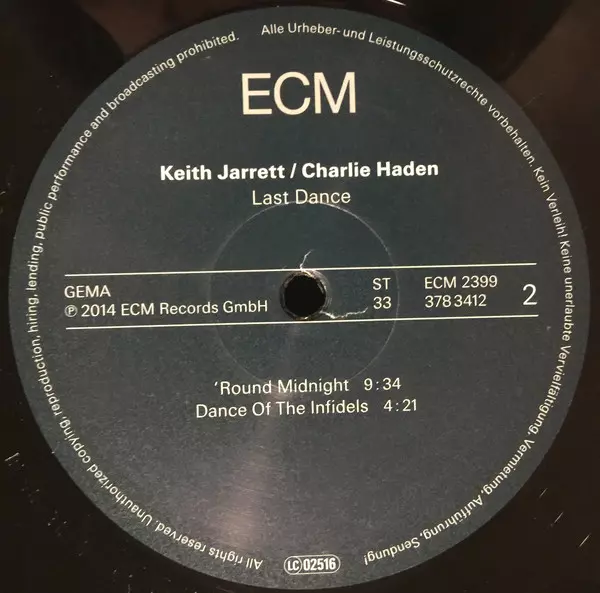 ECM
Keith Jarrett / Charlie Haden
Last Dance
GEMA
℗ 2014 ECM Records GmbH
ST
33
ECM 2399
378 3412
2
'Round Midnight 9:34
Dance Of The Infidels 4:21
Alle Urheber- und Leistungsschutzrechte vorbehalten. Kein Verleih! Keine unerlaubte Vervielfältigung, Vermietung, Aufführung, Sendung!
LC 02516
All rights reserved. Unauthorized copying, reproduction, hiring, lending, public performance and broadcasting prohibited.